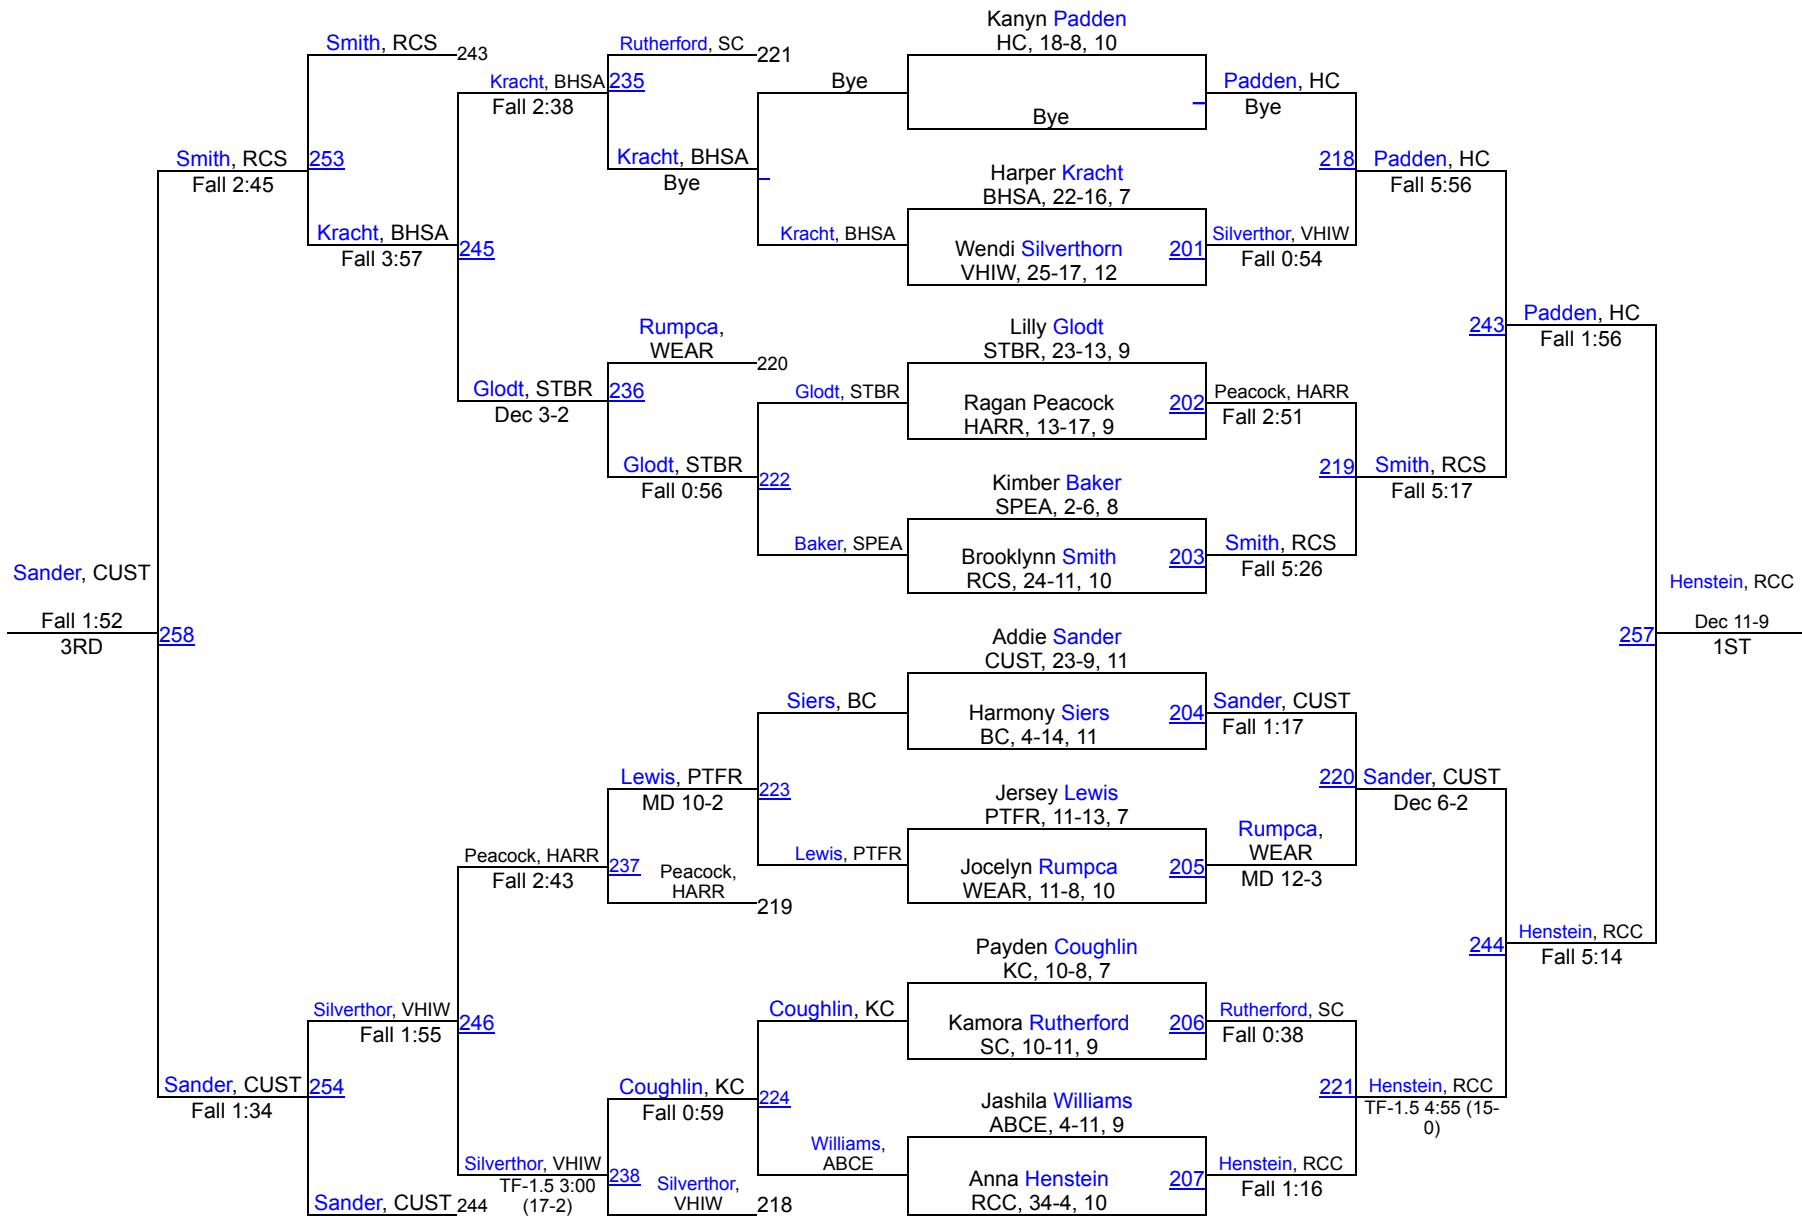 Kanyn Padden
HC, 18-8, 10
Smith, RCS
243
Rutherford, SC
221
Kracht, BHSA
235
Fall 2:38
Bye
Padden, HC
Bye
Bye
Smith, RCS
253
Fall 2:45
Kracht, BHSA
Bye
Harper Kracht
BHSA, 22-16, 7
218
Padden, HC
Fall 5:56
Kracht, BHSA
Fall 3:57
245
Kracht, BHSA
Wendi Silverthorn
VHIW, 25-17, 12
201
Silverthor, VHIW
Fall 0:54
Rumpca,
WEAR
220
Lilly Glodt
STBR, 23-13, 9
243
Padden, HC
Fall 1:56
Glodt, STBR
236
Dec 3-2
Glodt, STBR
Ragan Peacock
HARR, 13-17, 9
202
Peacock, HARR
Fall 2:51
Glodt, STBR
Fall 0:56
222
Kimber Baker
SPEA, 2-6, 8
219
Smith, RCS
Fall 5:17
Baker, SPEA
Brooklynn Smith
RCS, 24-11, 10
203
Smith, RCS
Fall 5:26
Sander, CUST
Fall 1:52
3RD
258
Henstein, RCC
257
Dec 11-9
1ST
Addie Sander
CUST, 23-9, 11
Siers, BC
Harmony Siers
BC, 4-14, 11
204
Sander, CUST
Fall 1:17
Lewis, PTFR
MD 10-2
223
Jersey Lewis
PTFR, 11-13, 7
220
Sander, CUST
Dec 6-2
Peacock, HARR
Fall 2:43
237
Peacock,
HARR
219
Lewis, PTFR
Jocelyn Rumpca
WEAR, 11-8, 10
205
Rumpca,
WEAR
MD 12-3
Payden Coughlin
KC, 10-8, 7
244
Henstein, RCC
Fall 5:14
Silverthor, VHIW
Fall 1:55
246
Coughlin, KC
Kamora Rutherford
SC, 10-11, 9
206
Rutherford, SC
Fall 0:38
Sander, CUST
254
Fall 1:34
Coughlin, KC
Fall 0:59
224
Jashila Williams
ABCE, 4-11, 9
221
Henstein, RCC
TF-1.5 4:55 (15-
0)
Silverthor, VHIW
TF-1.5 3:00
(17-2)
238
Silverthor,
VHIW
218
Williams,
ABCE
Anna Henstein
RCC, 34-4, 10
207
Henstein, RCC
Fall 1:16
Sander, CUST
244